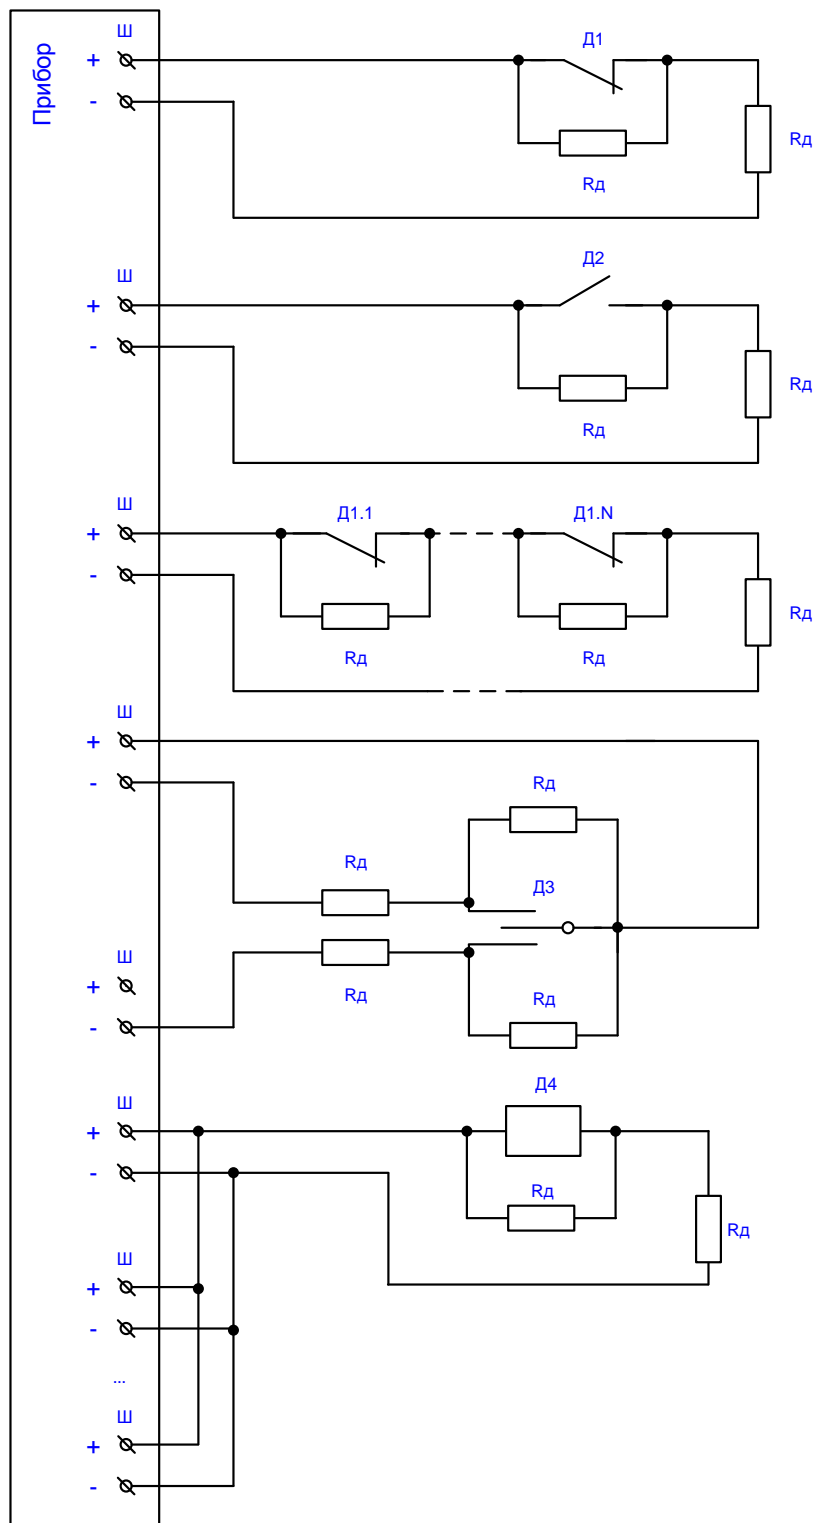 Прибор
Ш
Д1
+
-
Rд
Rд
Ш
Д2
+
-
Rд
Rд
Ш
Д1.1
Д1.N
+
-
Rд
Rд
Rд
Ш
+
-
Rд
Rд
Д3
Ш
+
Rд
Rд
-
Д4
Ш
+
-
Rд
Rд
Ш
+
-
...
Ш
+
-